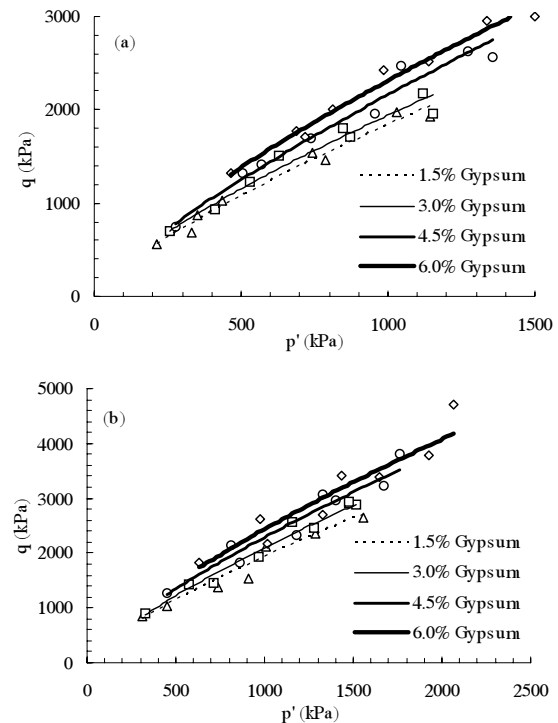 3000
(a)
2000
q (kPa)
1000
1.5% Gypsum
3.0% Gypsum
4.5% Gypsum
6.0% Gypsum
0
0 500 1000 1500
p' (kPa)
5000
(b)
4000
3000
q (kPa)
2000
1.5% Gypsum
3.0% Gypsum
1000
4.5% Gypsum
6.0% Gypsum
0
0 500 1000 1500 2000 2500
p' (kPa)